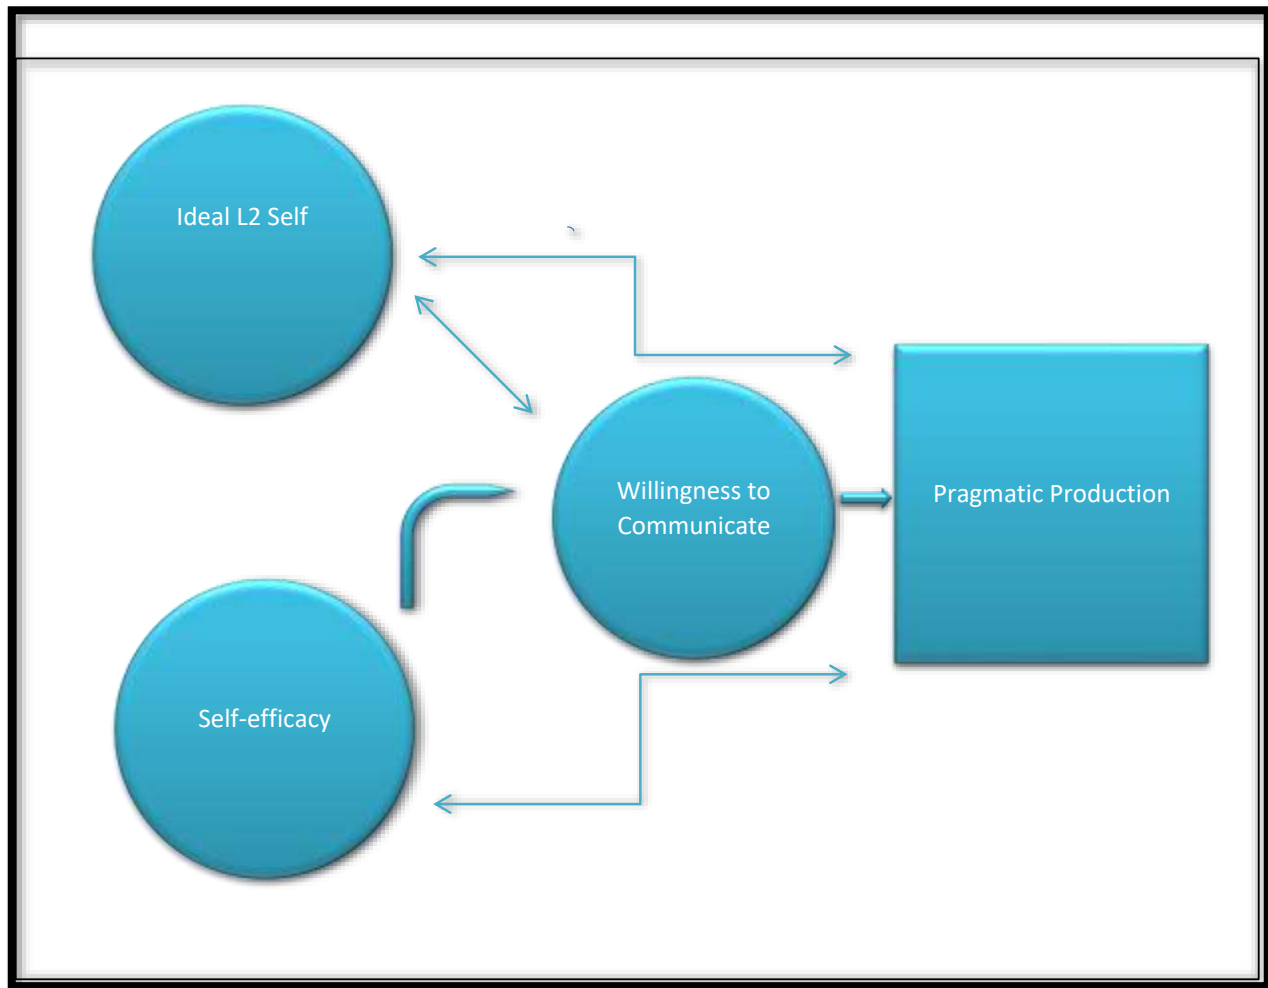 Ideal L2 Self
Willingness to
Communicate
Pragmatic Production
Self-efficacy